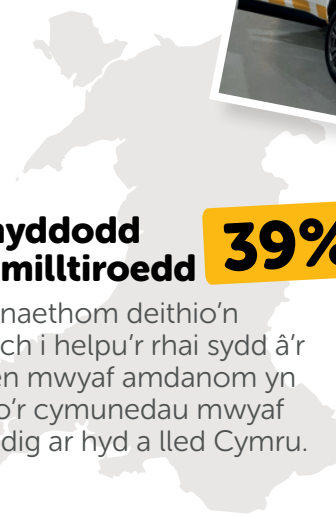 yddodd
milltiroedd 39%
naethom deithio'n
ch i helpu'r rhai sydd â'r
en mwyaf amdanom yn
o'r cymunedau mwyaf
dig ar hyd a lled Cymru.